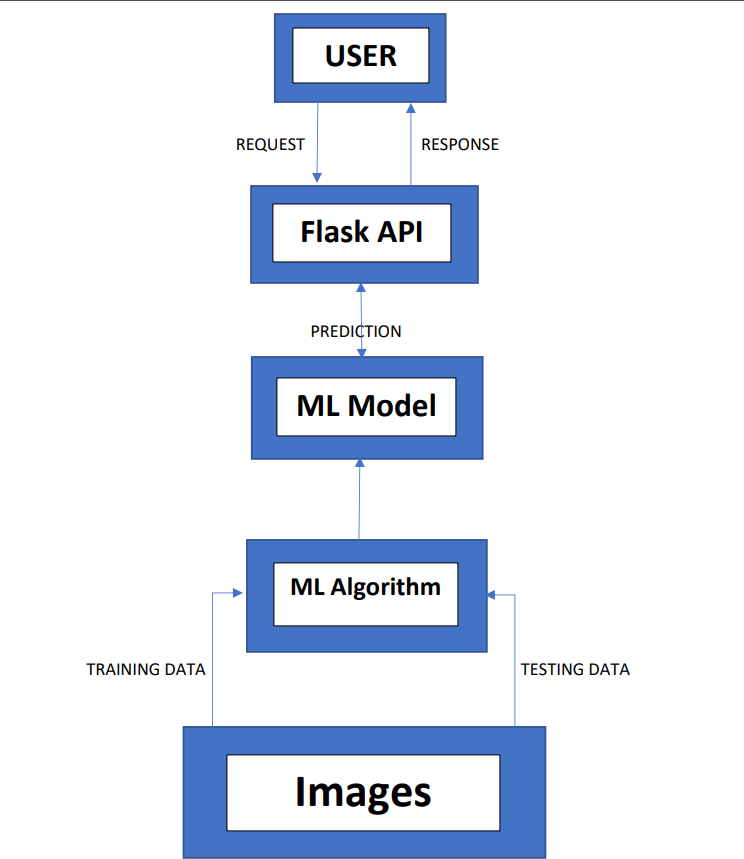 USER
REQUEST
RESPONSE
Flask API
PREDICTION
ML Model
ML Algorithm
TRAINING DATA
TESTING DATA
Images